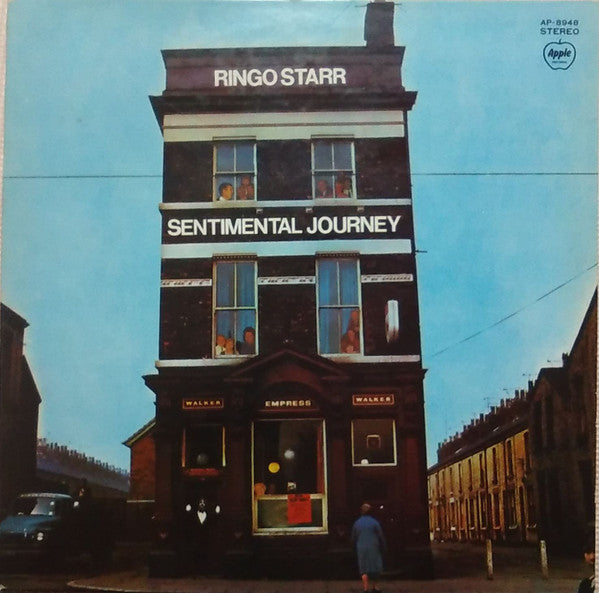 AP-8948
STEREO
Apple
RINGO STARR
SENTIMENTAL JOURNEY
WALKER
EMPRESS
WALKER